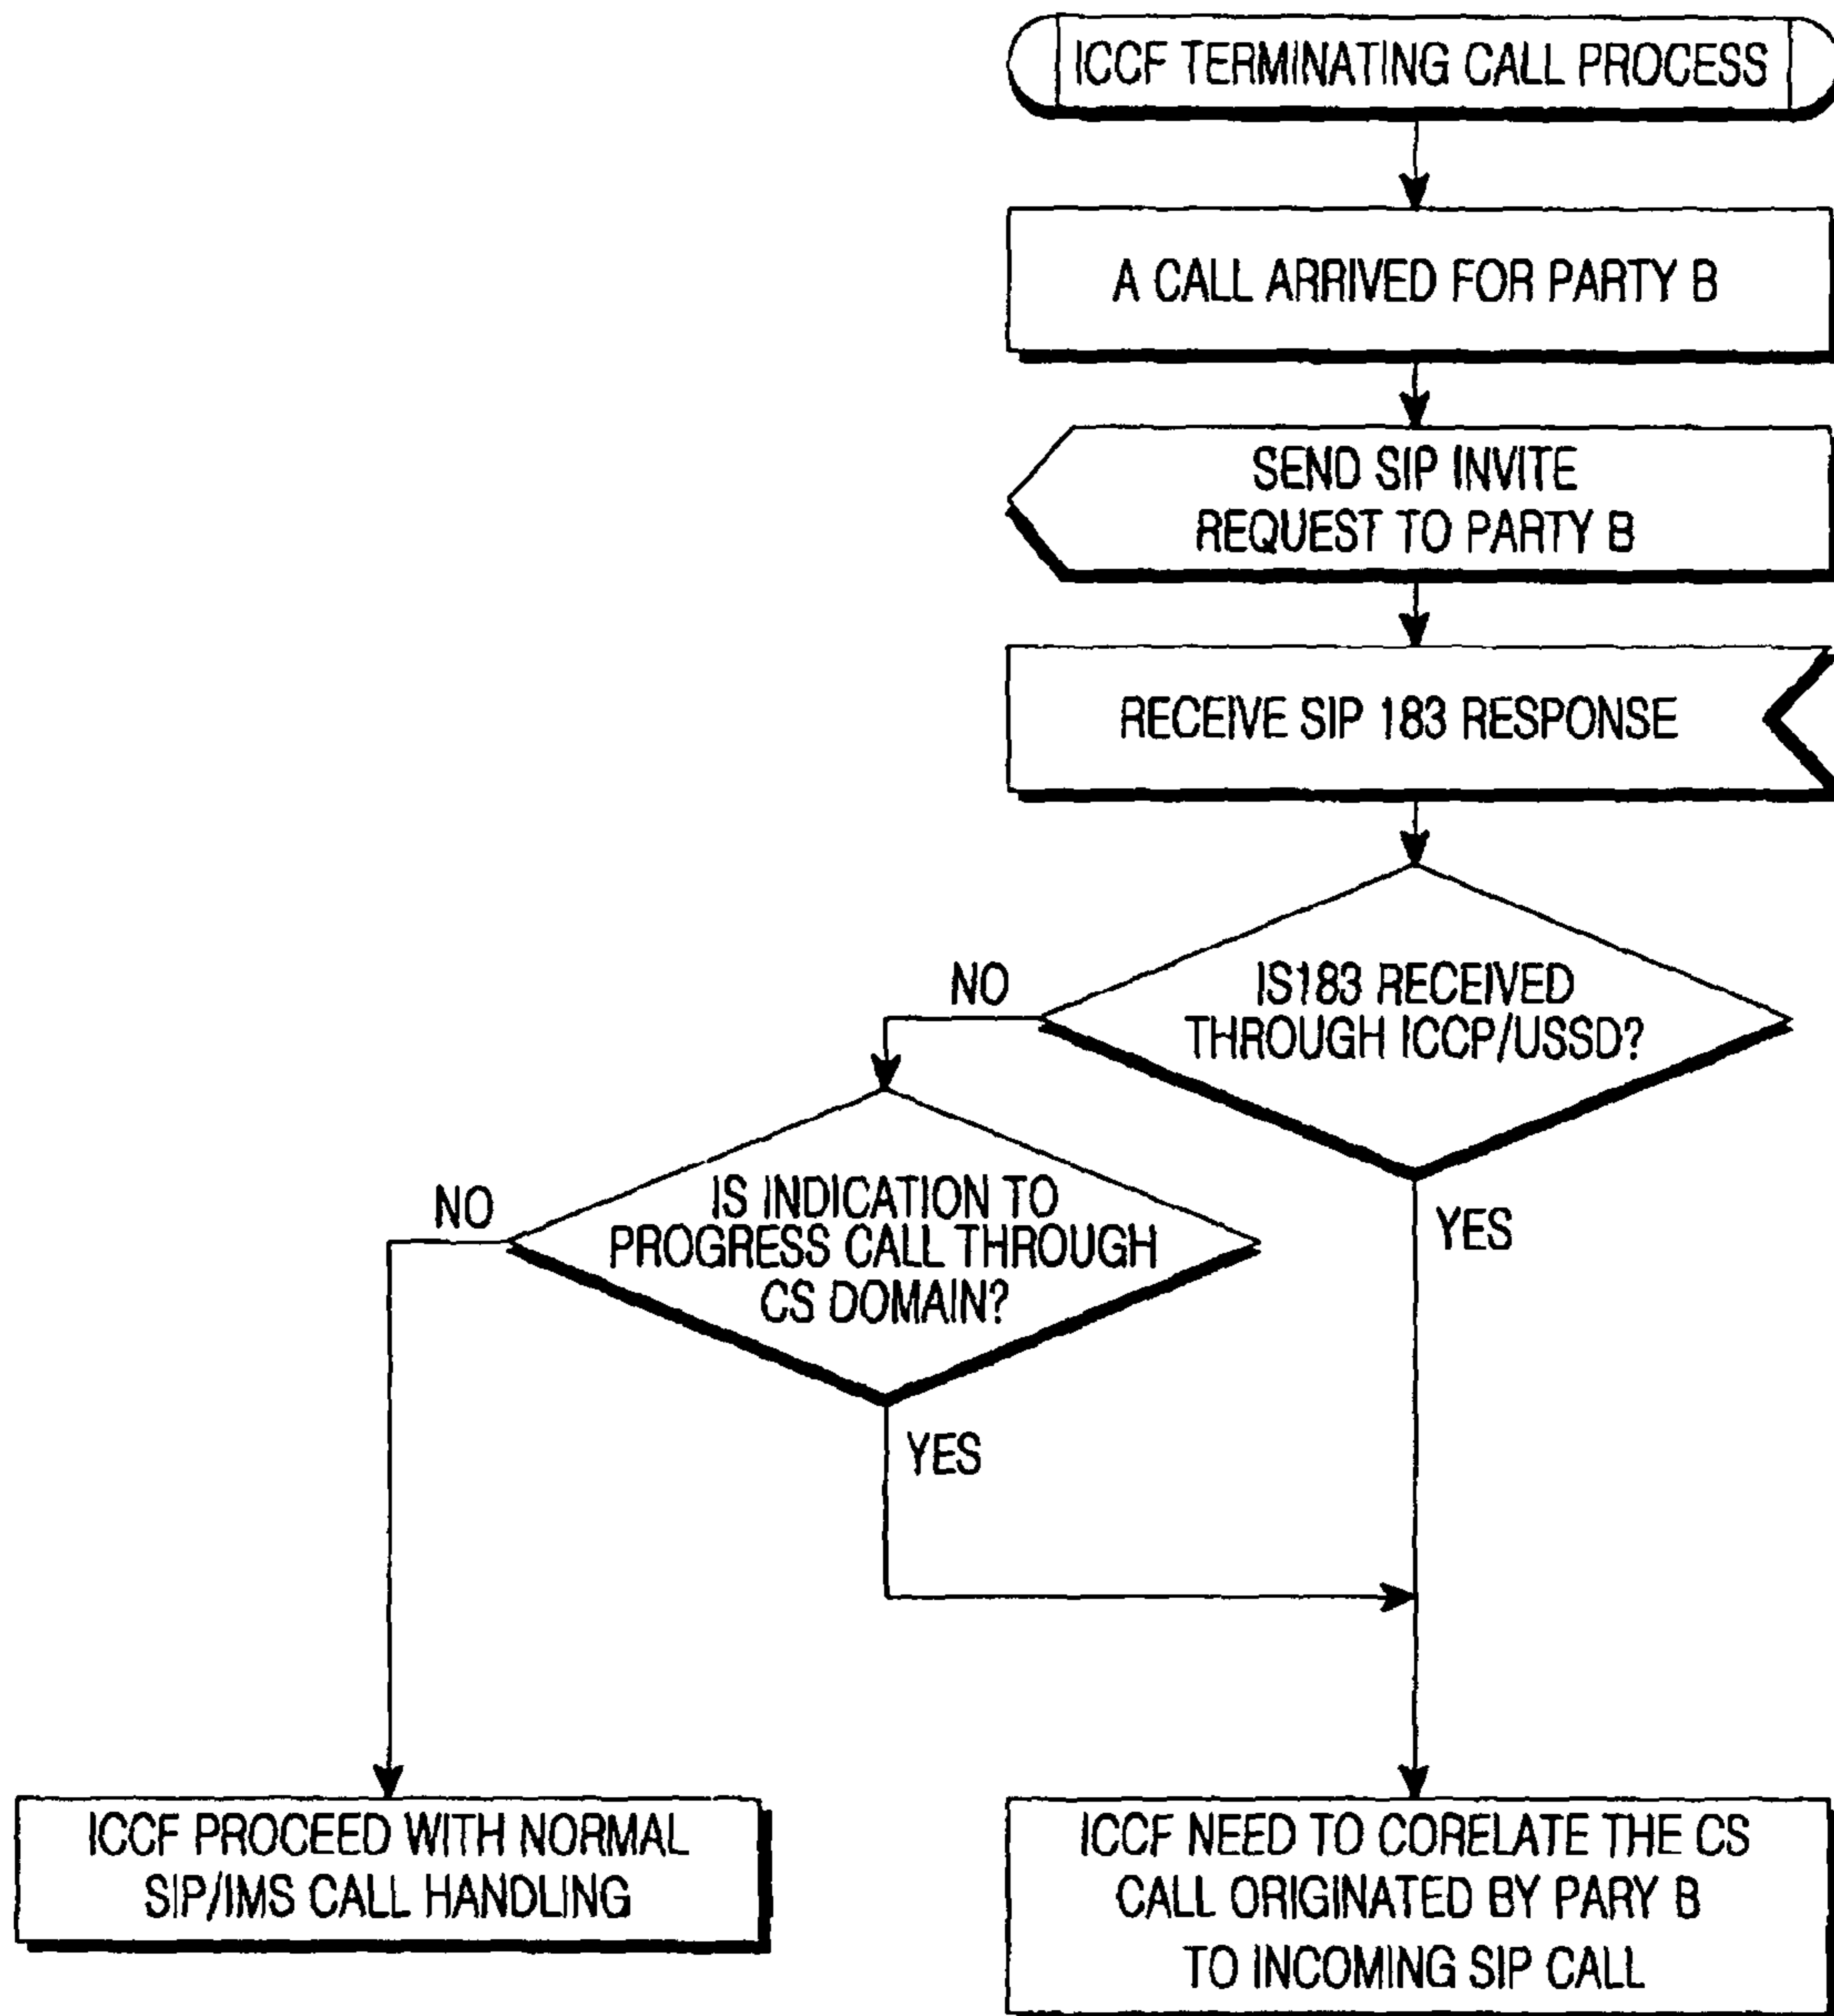 ICCF TERMINATING CALL PROCESS
A CALL ARRIVED FOR PARTY B
SEND SIP INVITE
REQUEST TO PARTY B
RECEIVE SIP 183 RESPONSE
IS183 RECEIVED
THROUGH ICCP/USSD?
NO
YES
IS INDICATION TO
PROGRESS CALL THROUGH
CS DOMAIN?
NO
YES
ICCF PROCEED WITH NORMAL
SIP/IMS CALL HANDLING
ICCF NEED TO CORELATE THE CS
CALL ORIGINATED BY PARY B
TO INCOMING SIP CALL